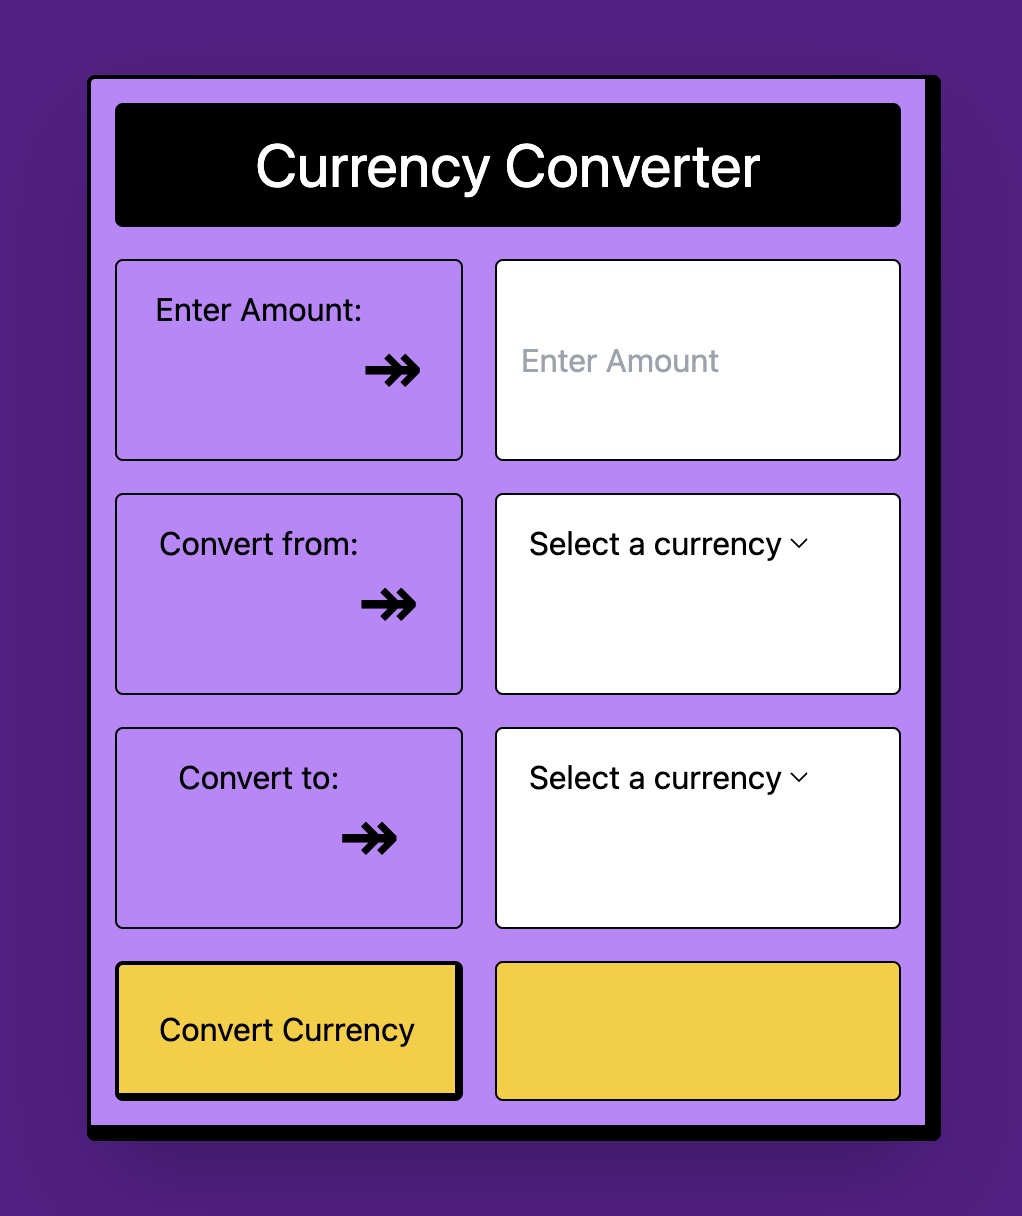 Currency Converter
Enter Amount:
Enter Amount
Convert from:
Select a currency
Convert to:
Select a currency
Convert Currency